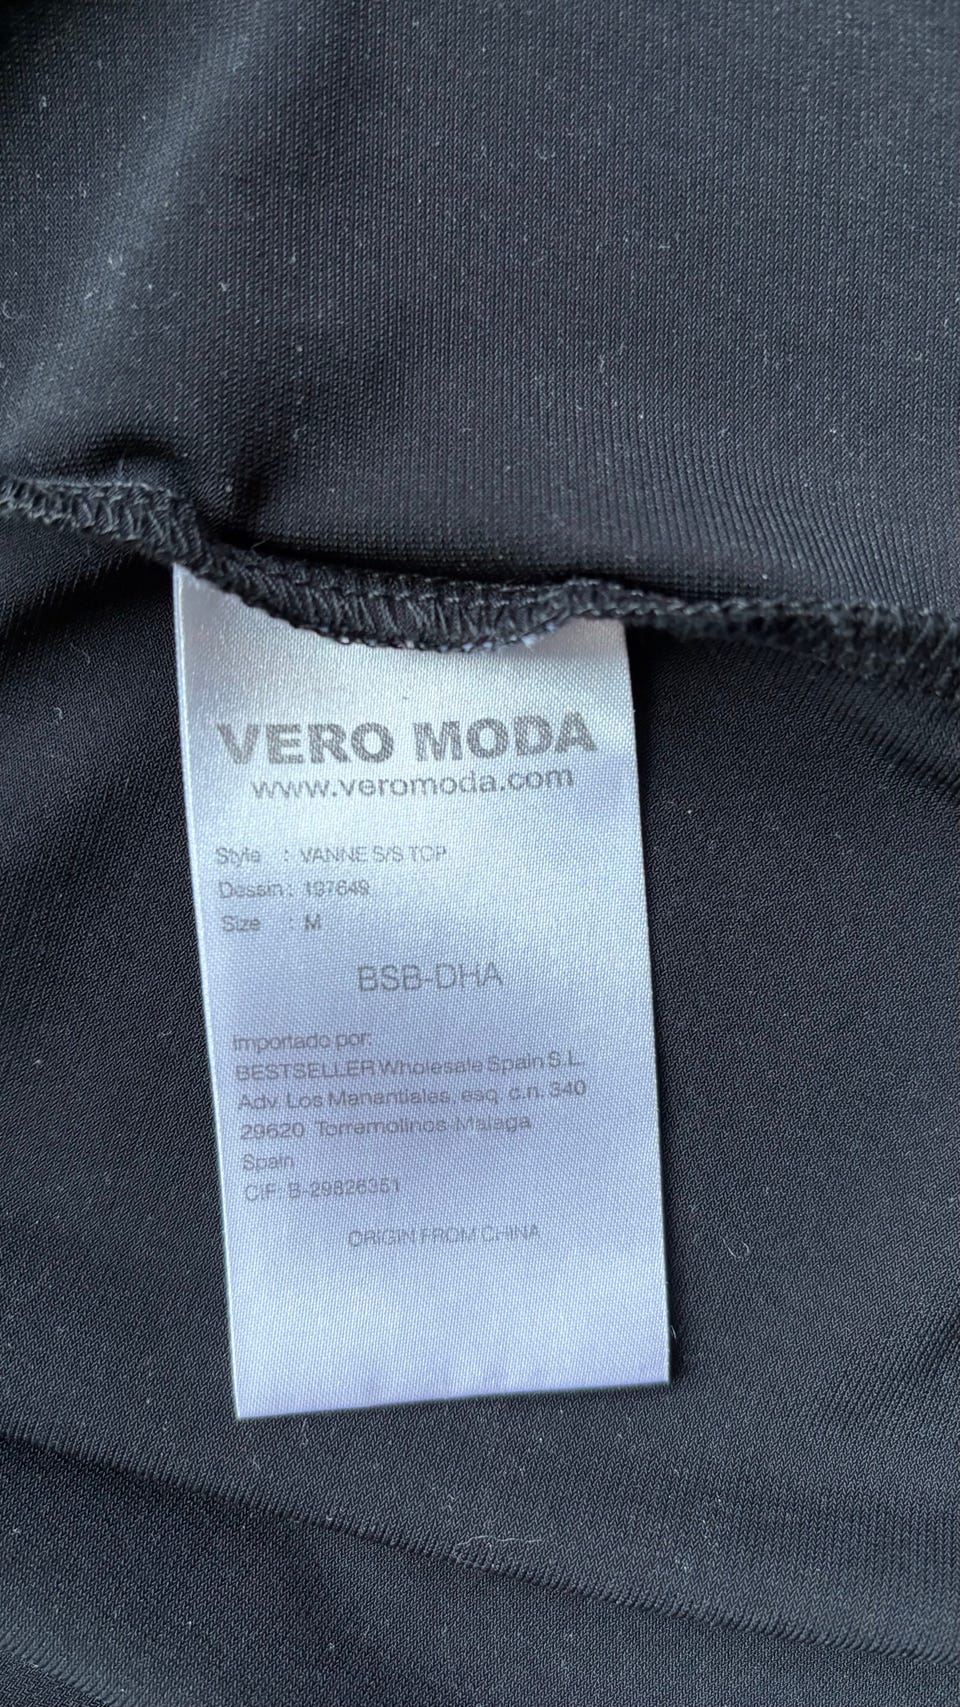 VERO MODA
www.veromoda.com
Style : VANNE S/S TOP
Dessin : 197649
Size : M
BSB-DHA
Importado por:
BESTSELLER Wholesale Spain S.L.
Adv. Los Manantiales, esq. c.n. 340
29620 Torremolinos-Malaga
Spain
CIF: B-29826351
ORIGIN FROM CHINA